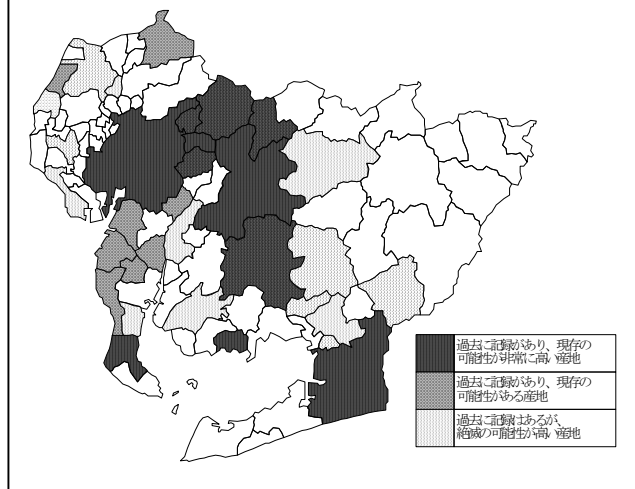 過去に記録があり、現存の
可能性が非常に高い産地
過去に記録があり、現存の
可能性がある産地
過去に記録はあるが、
絶滅の可能性が高い産地